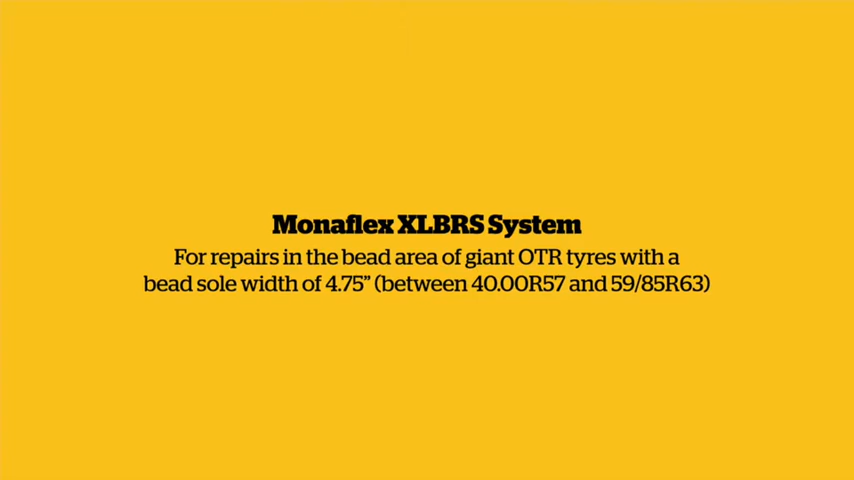 Monaflex XLBRS System
For repairs in the bead area of giant OTR tyres with a
bead sole width of 4.75” (between 40.00R57 and 59/85R63)